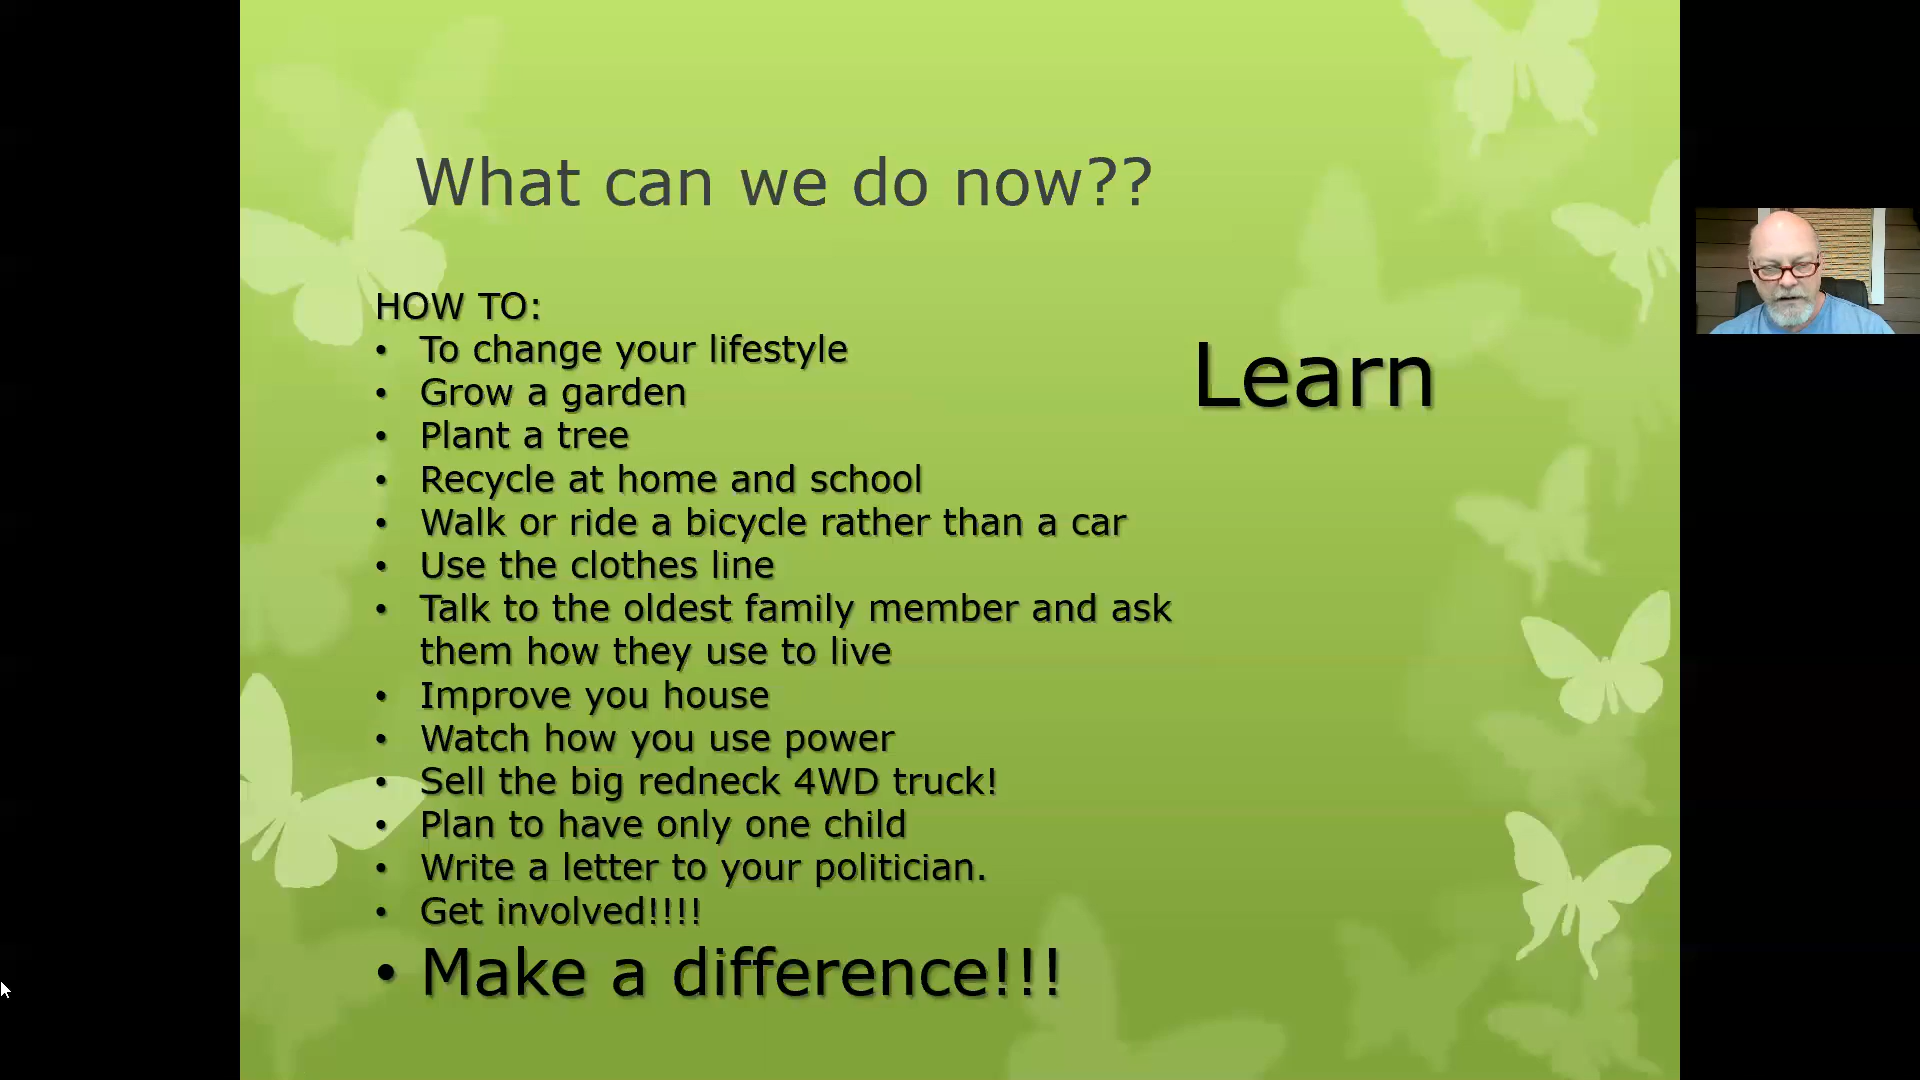 What can we do now??
HOW TO:
• To change your lifestyle
• Grow a garden
• Plant a tree
• Recycle at home and school
• Walk or ride a bicycle rather than a car
• Use the clothes line
• Talk to the oldest family member and ask
them how they use to live
• Improve you house
• Watch how you use power
• Sell the big redneck 4WD truck!
• Plan to have only one child
• Write a letter to your politician.
• Get involved!!!!
• Make a difference!!!
Learn